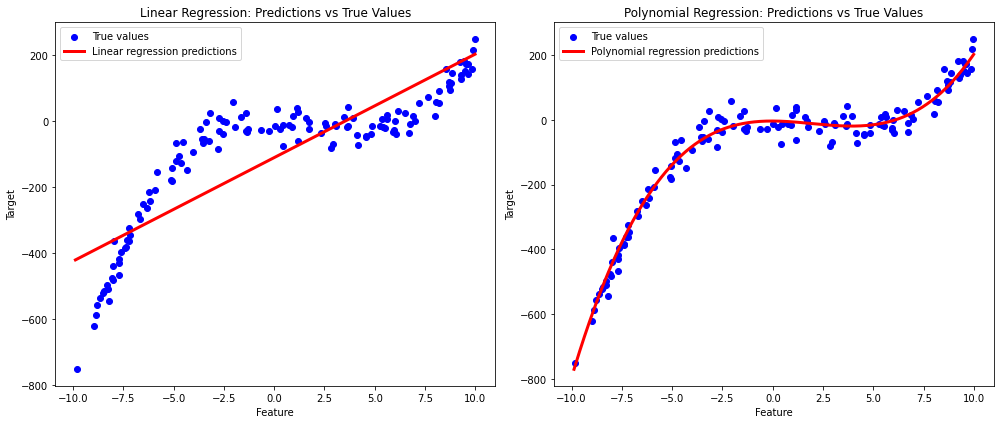 Linear Regression: Predictions vs True Values
True values
Linear regression predictions
200
0
−200
−400
−600
−800
Target
−10.0 −7.5 −5.0 −2.5 0.0 2.5 5.0 7.5 10.0
Feature
Polynomial Regression: Predictions vs True Values
True values
Polynomial regression predictions
200
0
−200
−400
−600
−800
Target
−10.0 −7.5 −5.0 −2.5 0.0 2.5 5.0 7.5 10.0
Feature